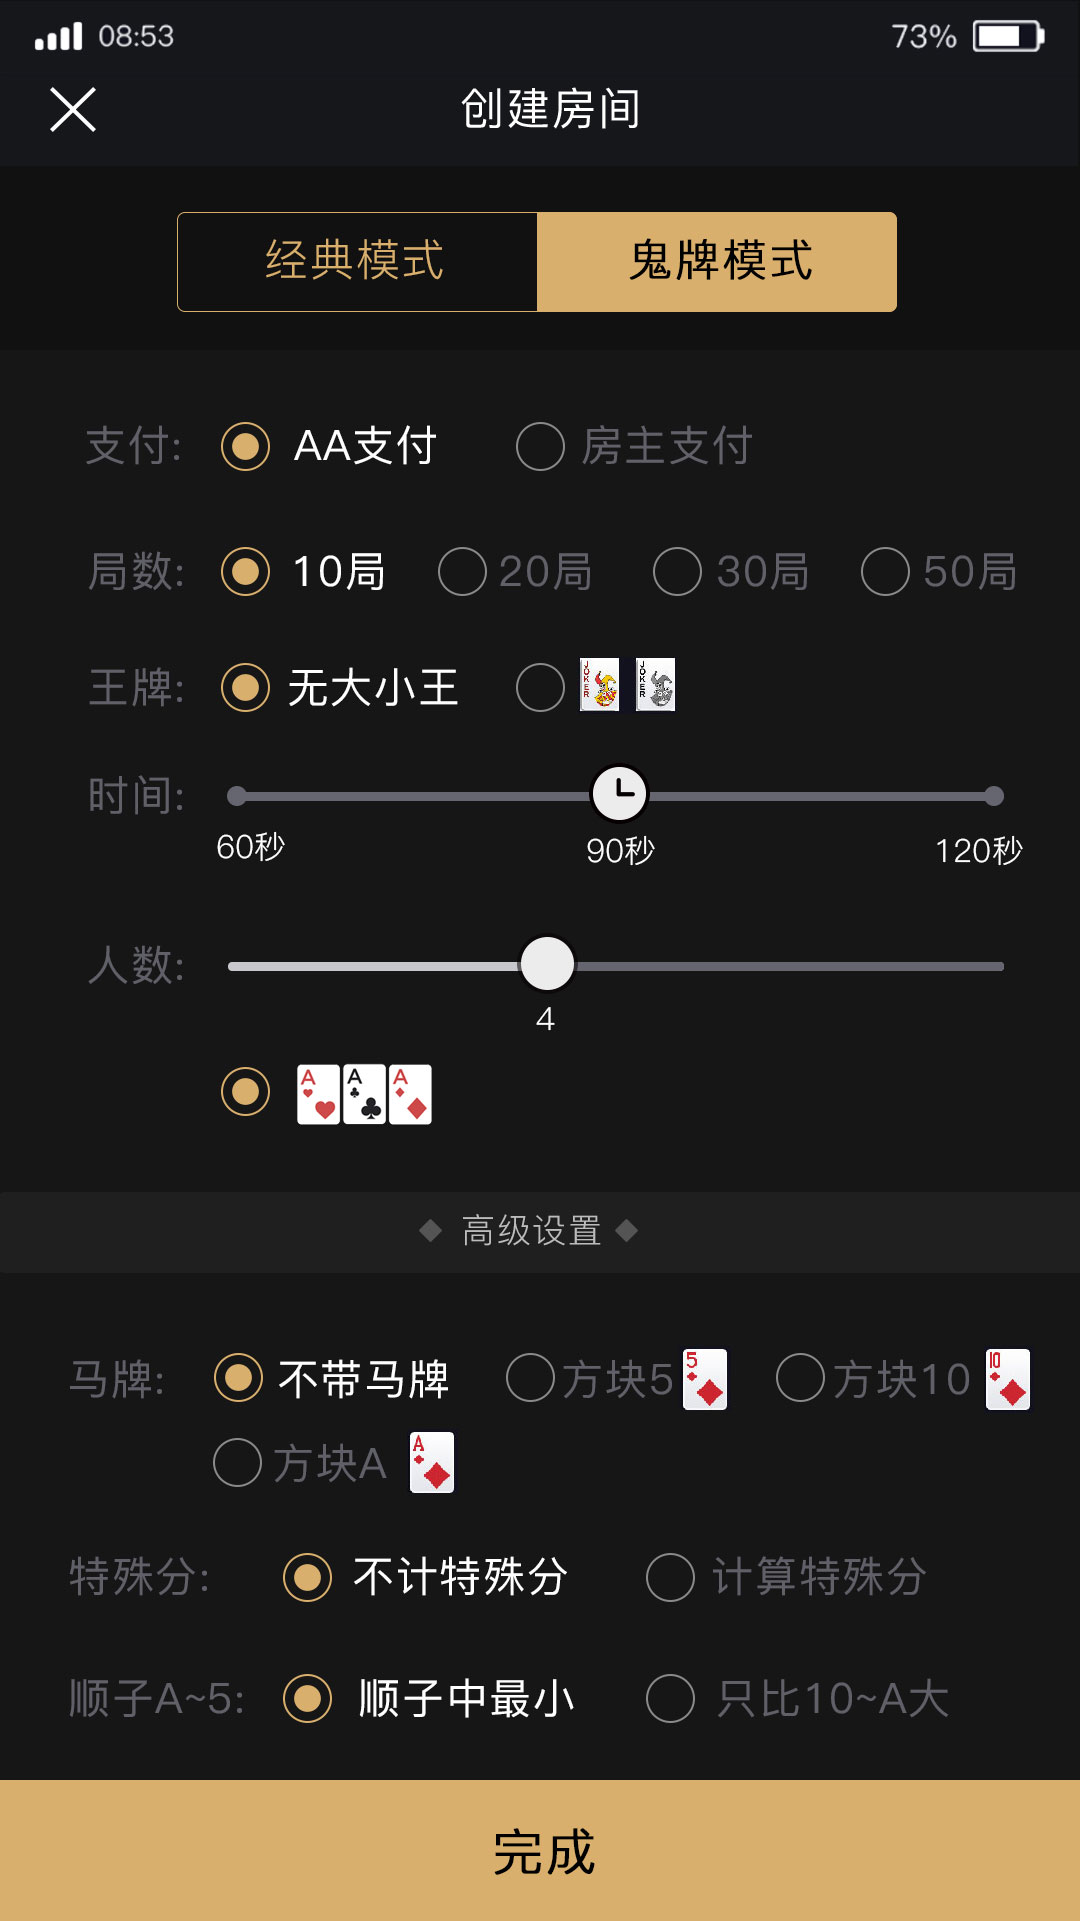 08:53 73%
创建房间
经典模式 鬼牌模式
支付: AA支付 房主支付
局数: 10局 20局 30局 50局
王牌: 无大小王 JOKER JOKER
时间:
60秒 90秒 120秒
人数:
4
A A A
高级设置
马牌: 不带马牌 方块5 5 方块10 10
方块A A
特殊分: 不计特殊分 计算特殊分
顺子A~5: 顺子中最小 只比10~A大
完成